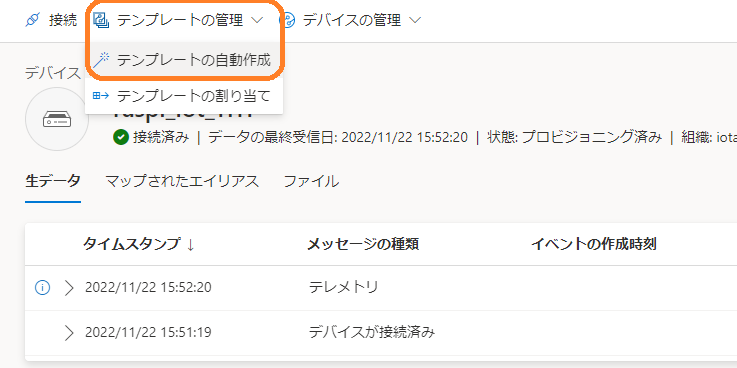 接続 テンプレートの管理 デバイスの管理
テンプレートの自動作成
デバイス
テンプレートの割り当て
接続済み | データの最終受信日: 2022/11/22 15:52:20 | 状態: プロビジョニング済み | 組織: iota
生データ マップされたエイリアス ファイル
タイムスタンプ ↓ メッセージの種類 イベントの作成時刻
2022/11/22 15:52:20 テレメトリ
2022/11/22 15:51:19 デバイスが接続済み